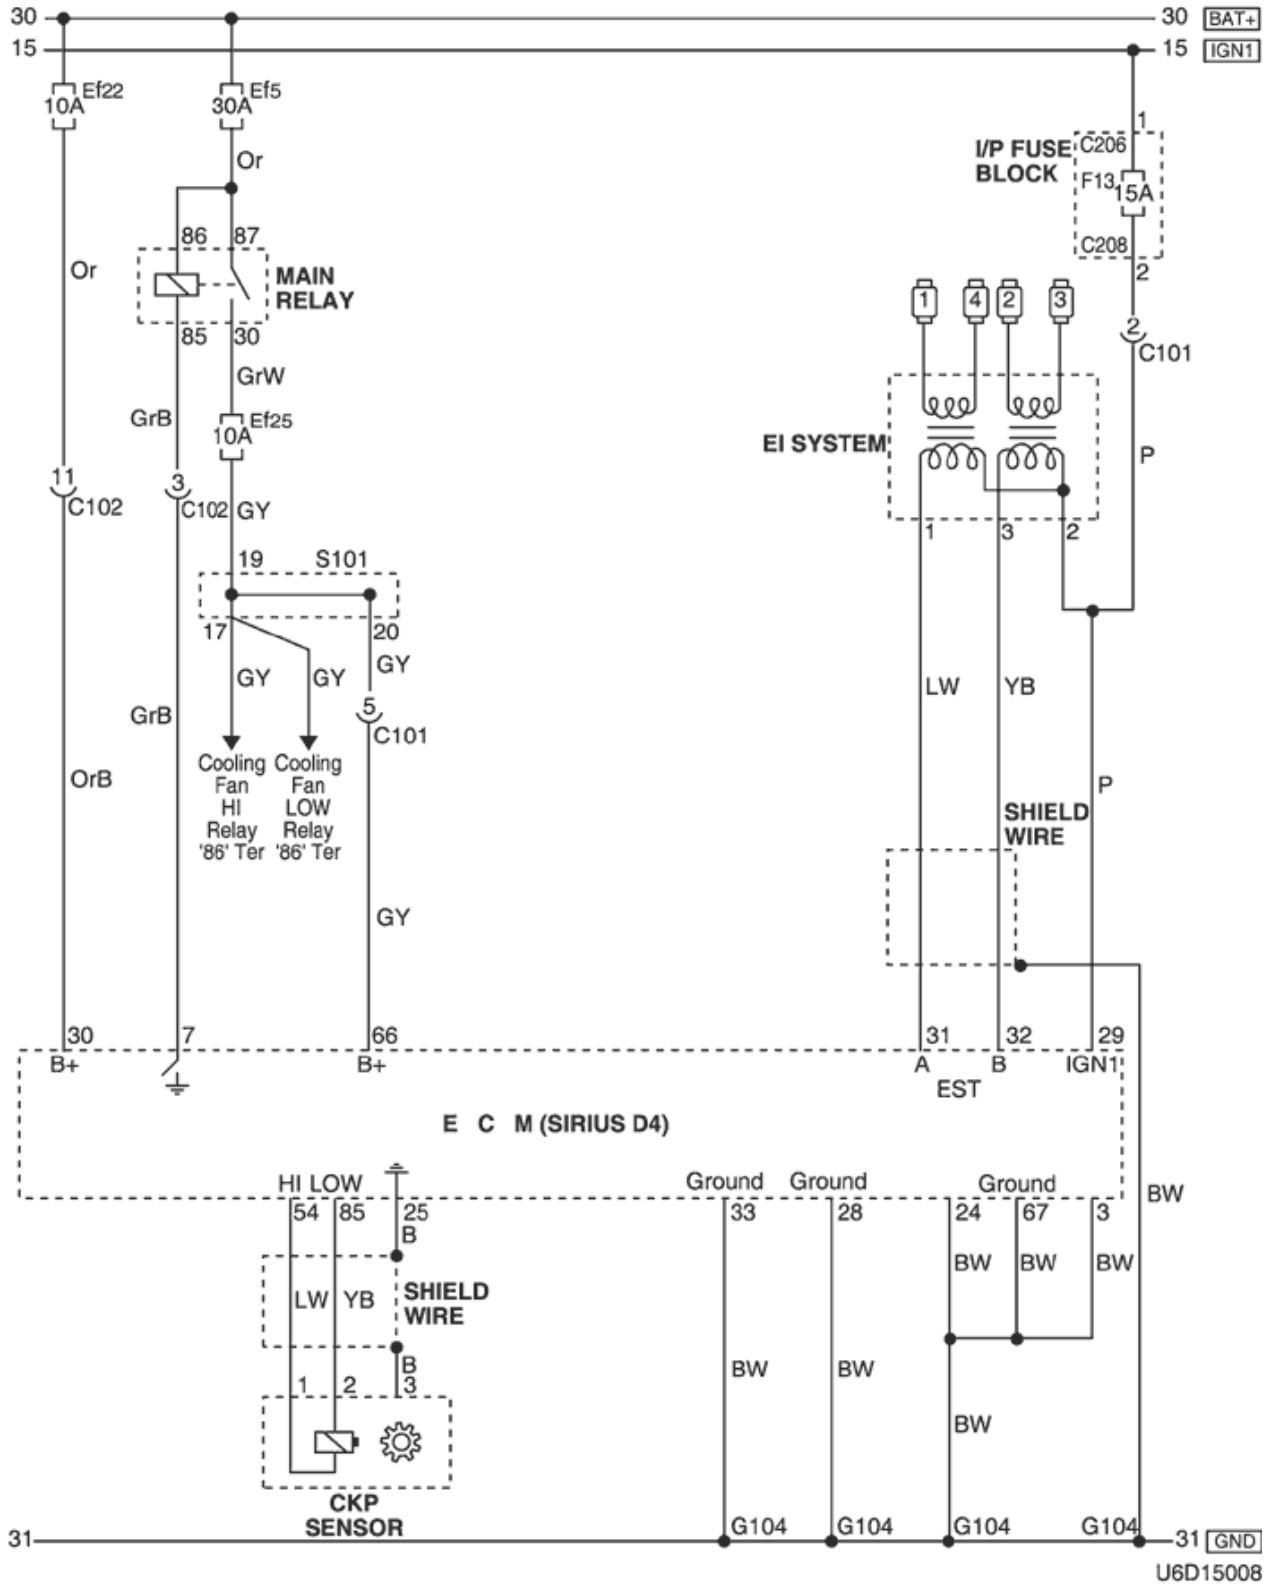 30 30 BAT+
15 15 IGN1
Ef22 Ef5
10A 30A
1
Or
I/P FUSE C206
BLOCK
F13 15A
C208
2
86 87
Or
MAIN
RELAY
85 30
1 4 2 3
2
C101
GrW
GrB
Ef25
10A
EI SYSTEM
P
11 3
C102 C102 GY
1 3 2
19 S101
17 20
GY GY GY
LW YB
5
GrB C101
Cooling Cooling
Fan Fan
HI LOW
Relay Relay
'86' Ter '86' Ter
OrB
P
SHIELD
WIRE
GY
30 7 66 31 32 29
B+ B+ A B IGN1
EST
E C M (SIRIUS D4)
HI LOW Ground Ground Ground
54 85 25 33 28 24 67 3
BW
B
BW BW BW
LW YB SHIELD
WIRE
B
1 2 3
BW BW
BW
CKP
SENSOR
G104 G104 G104 G104
31 31 GND
U6D15008